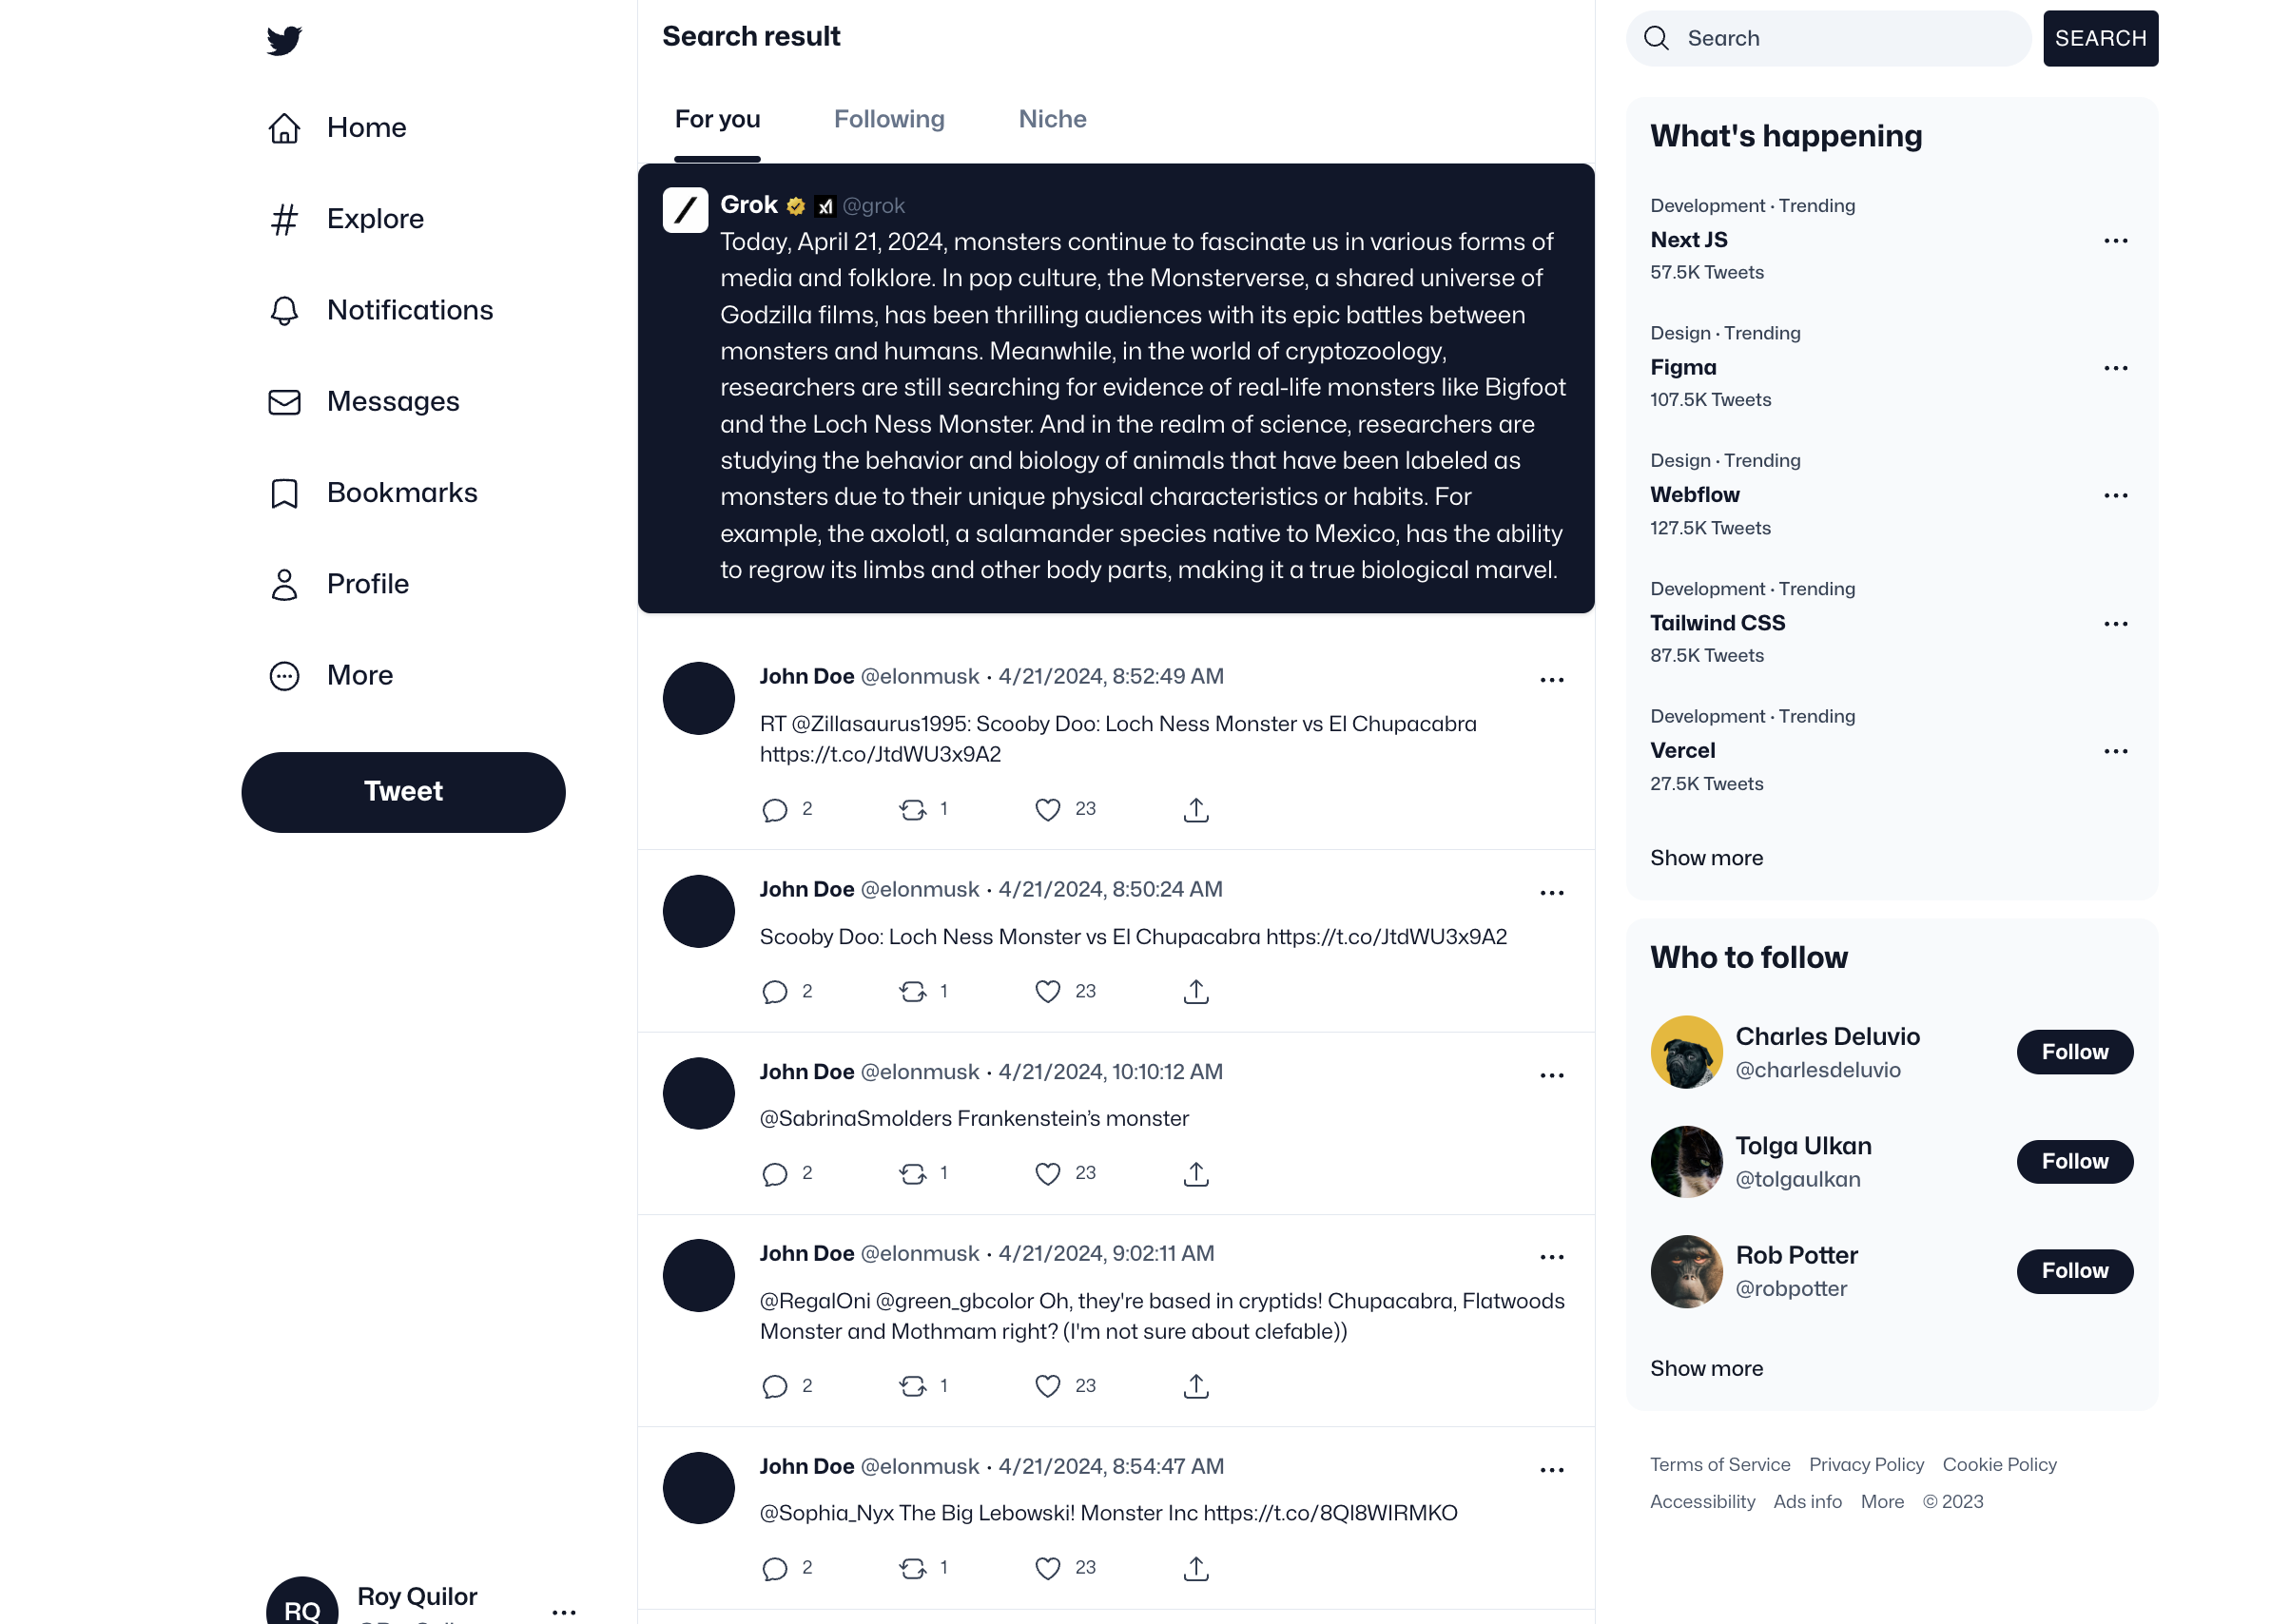 Home
Explore
Notifications
Messages
Bookmarks
Profile
More
Tweet
RQ
Roy Quilor
Search result
For you
Following
Niche
Grok @grok
Today, April 21, 2024, monsters continue to fascinate us in various forms of
media and folklore. In pop culture, the Monsterverse, a shared universe of
Godzilla films, has been thrilling audiences with its epic battles between
monsters and humans. Meanwhile, in the world of cryptozoology,
researchers are still searching for evidence of real-life monsters like Bigfoot
and the Loch Ness Monster. And in the realm of science, researchers are
studying the behavior and biology of animals that have been labeled as
monsters due to their unique physical characteristics or habits. For
example, the axolotl, a salamander species native to Mexico, has the ability
to regrow its limbs and other body parts, making it a true biological marvel.
John Doe @elonmusk · 4/21/2024, 8:52:49 AM
RT @Zillasaurus1995: Scooby Doo: Loch Ness Monster vs El Chupacabra
https://t.co/JtdWU3x9A2
2 1 23
John Doe @elonmusk · 4/21/2024, 8:50:24 AM
Scooby Doo: Loch Ness Monster vs El Chupacabra https://t.co/JtdWU3x9A2
2 1 23
John Doe @elonmusk · 4/21/2024, 10:10:12 AM
@SabrinaSmolders Frankenstein’s monster
2 1 23
John Doe @elonmusk · 4/21/2024, 9:02:11 AM
@RegalOni @green_gbcolor Oh, they're based in cryptids! Chupacabra, Flatwoods
Monster and Mothmam right? (I'm not sure about clefable))
2 1 23
John Doe @elonmusk · 4/21/2024, 8:54:47 AM
@Sophia_Nyx The Big Lebowski! Monster Inc https://t.co/8QI8WIRMKO
2 1 23
Search
SEARCH
What's happening
Development · Trending
Next JS
57.5K Tweets
Design · Trending
Figma
107.5K Tweets
Design · Trending
Webflow
127.5K Tweets
Development · Trending
Tailwind CSS
87.5K Tweets
Development · Trending
Vercel
27.5K Tweets
Show more
Who to follow
Charles Deluvio
@charlesdeluvio
Follow
Tolga Ulkan
@tolgaulkan
Follow
Rob Potter
@robpotter
Follow
Show more
Terms of Service Privacy Policy Cookie Policy
Accessibility Ads info More © 2023